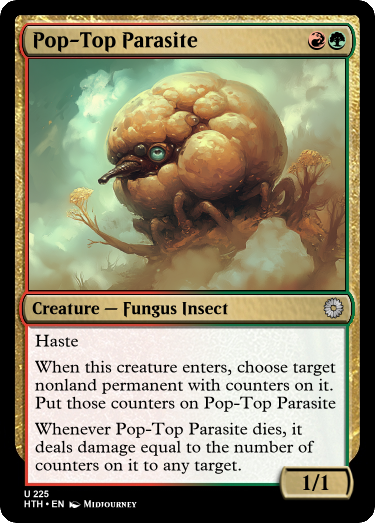 Pop-Top Parasite
Creature — Fungus Insect
Haste
When this creature enters, choose target
nonland permanent with counters on it.
Put those counters on Pop-Top Parasite
Whenever Pop-Top Parasite dies, it
deals damage equal to the number of
counters on it to any target.
1/1
U 225
HTH • EN Midjourney